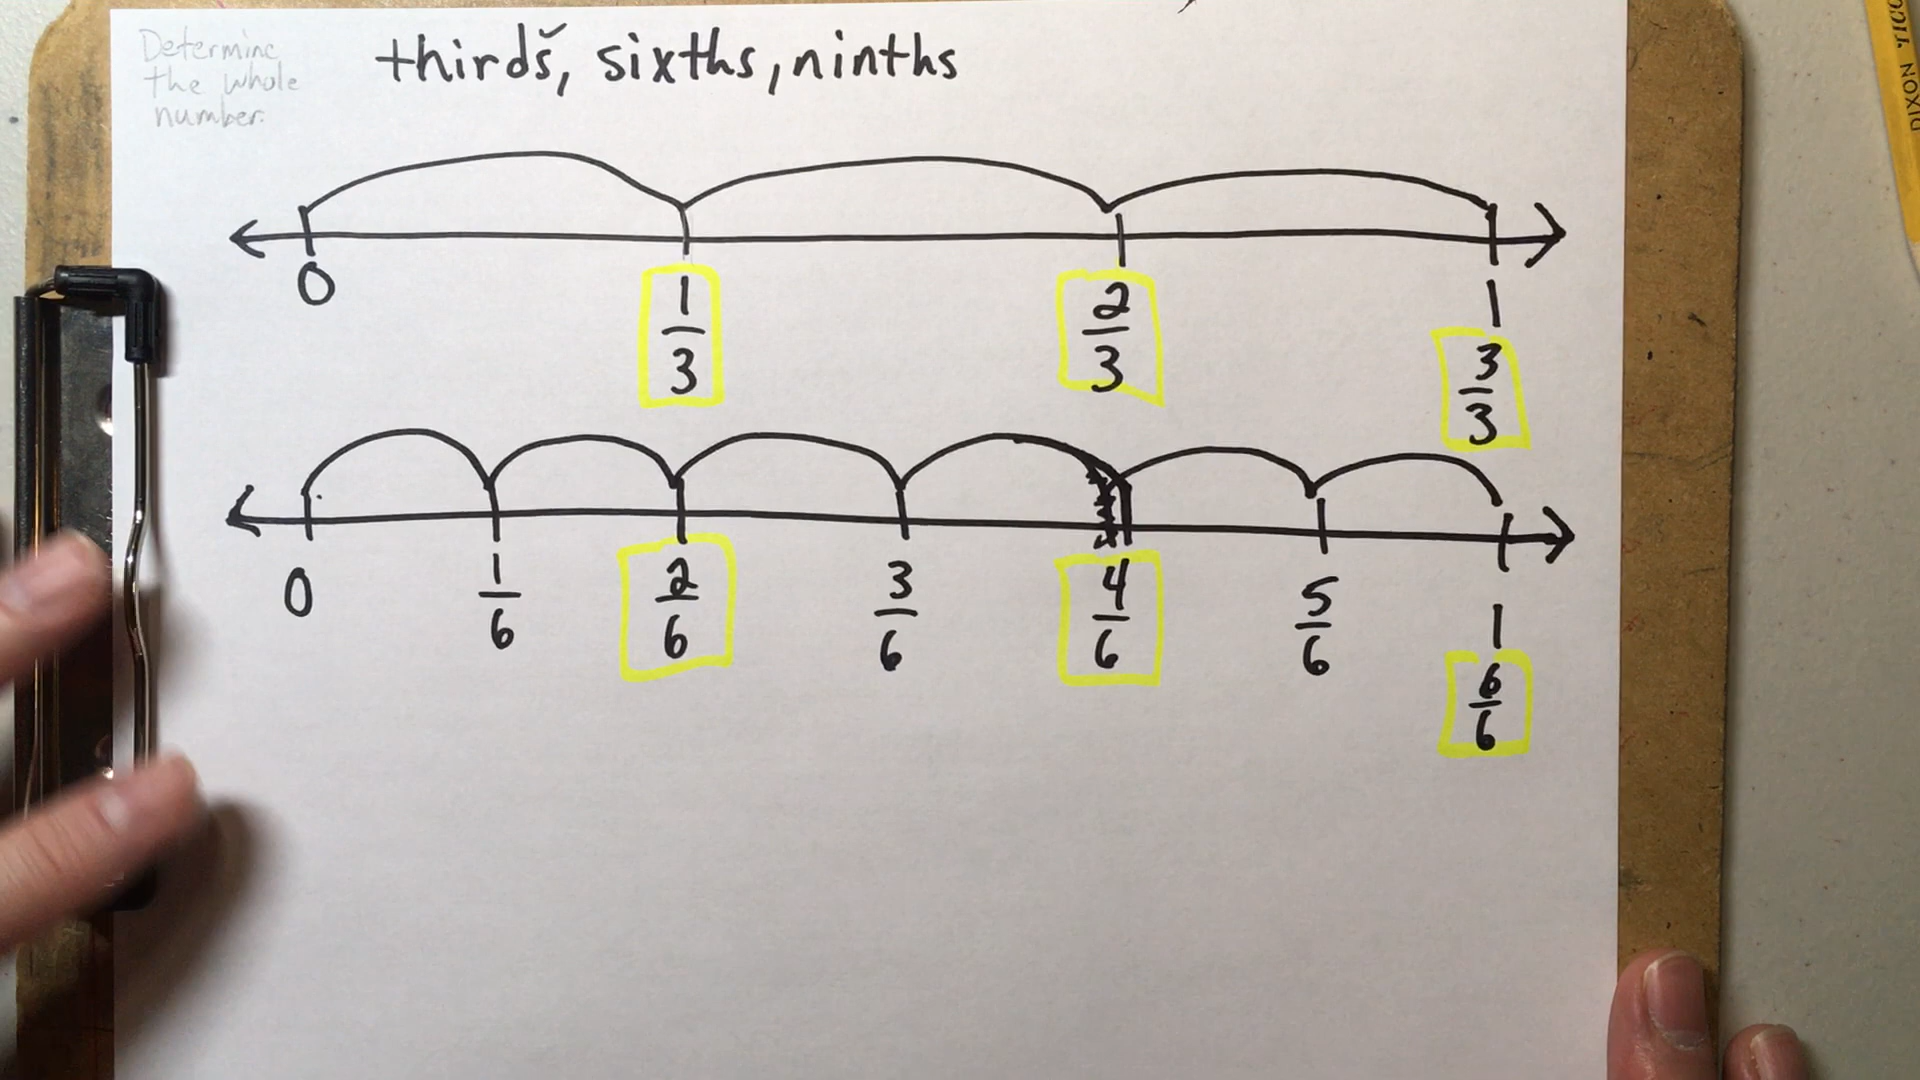 Determine
the whole
number.
thirds, sixths, ninths
0 1/3 2/3 1
3/3
0 1/6 2/6 3/6 4/6 5/6 1
6/6
DIXON TICO